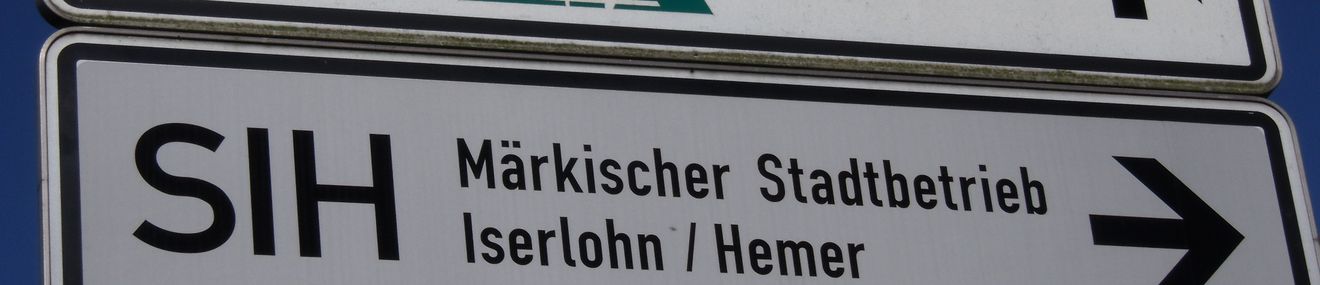 SIH
Märkischer Stadtbetrieb
Iserlohn / Hemer